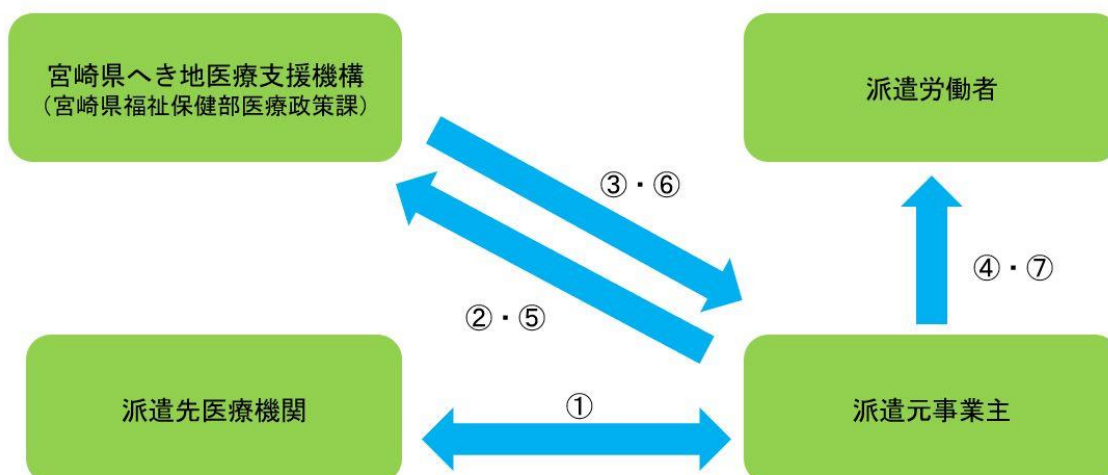 宮崎県へき地医療支援機構
（宮崎県福祉保健部医療政策課）
派遣労働者
③・⑥
④・⑦
②・⑤
派遣先医療機関
①
派遣元事業主